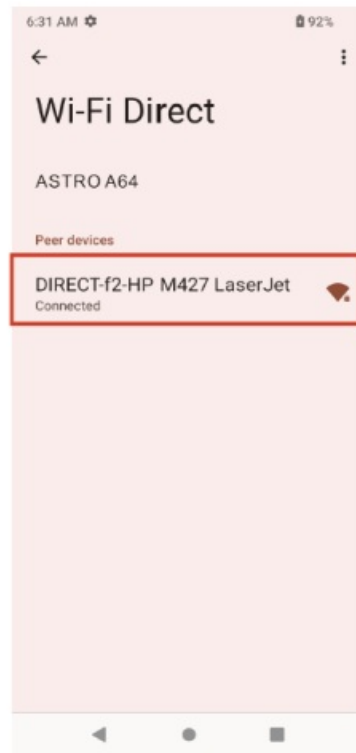 6:31 AM 92%
Wi-Fi Direct
ASTRO A64
Peer devices
DIRECT-f2-HP M427 LaserJet
Connected